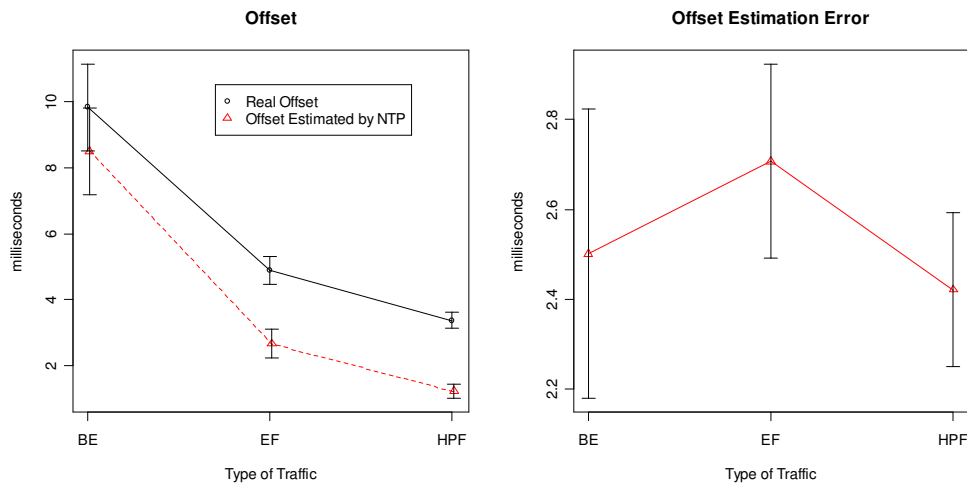 Offset
milliseconds
10
8
6
4
2
Real Offset
Offset Estimated by NTP
BE
EF
HPF
Type of Traffic
Offset Estimation Error
milliseconds
2.8
2.6
2.4
2.2
BE
EF
HPF
Type of Traffic